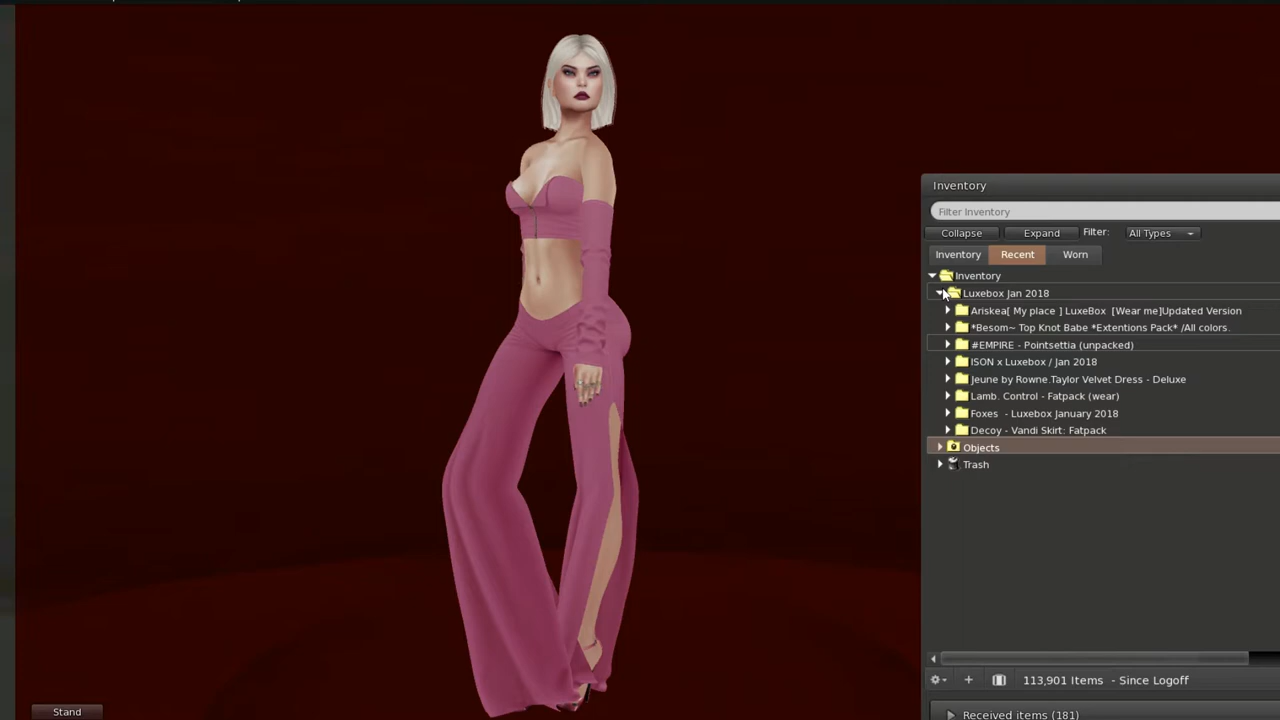 Inventory
Filter Inventory
Collapse Expand Filter: All Types
Inventory Recent Worn
Inventory
Luxebox Jan 2018
Ariskea[ My place ] LuxeBox [Wear me]Updated Version
*Besom~ Top Knot Babe *Extentions Pack* /All colors.
#EMPIRE - Pointsettia (unpacked)
ISON x Luxebox / Jan 2018
Jeune by Rowne.Taylor Velvet Dress - Deluxe
Lamb. Control - Fatpack (wear)
Foxes - Luxebox January 2018
Decoy - Vandi Skirt: Fatpack
Objects
Trash
113,901 Items - Since Logoff
Received items (181)
Stand